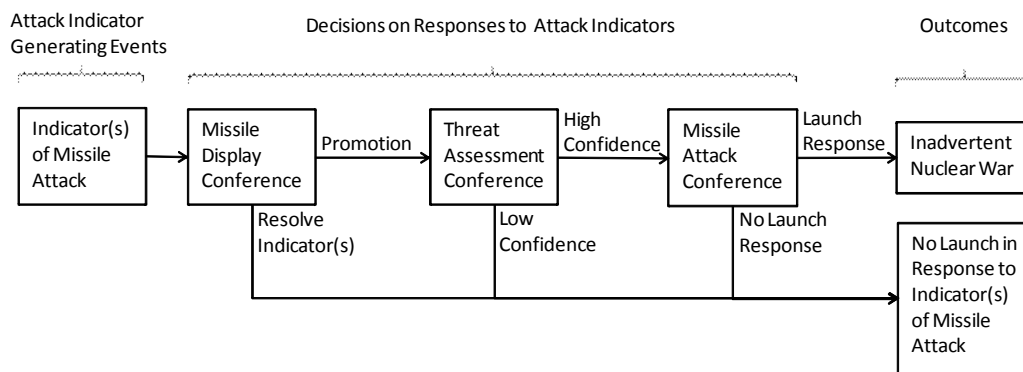 Attack Indicator
Generating Events
Decisions on Responses to Attack Indicators
Outcomes
Indicator(s)
of Missile
Attack
Missile
Display
Conference
Promotion
Threat
Assessment
Conference
High
Confidence
Missile
Attack
Conference
Launch
Response
Inadvertent
Nuclear War
Resolve
Indicator(s)
Low
Confidence
No Launch
Response
No Launch in
Response to
Indicator(s)
of Missile
Attack